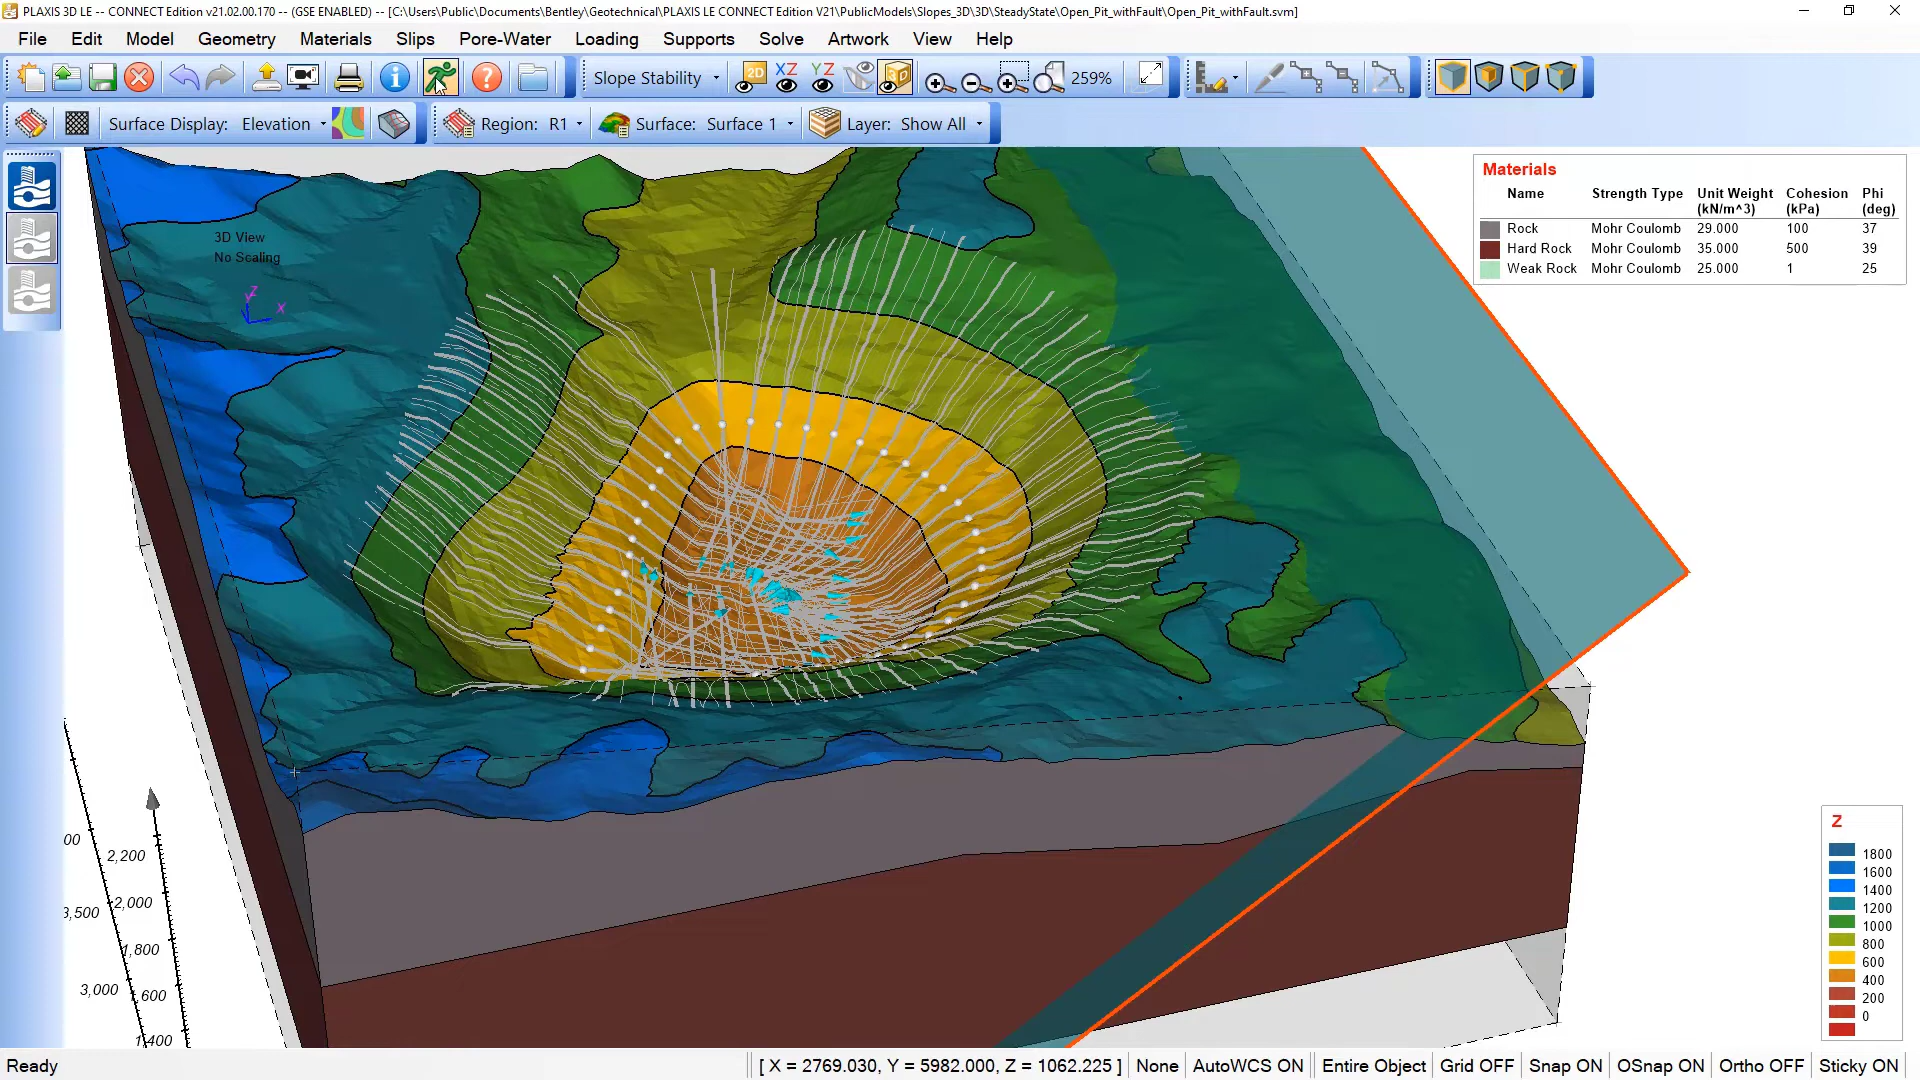 PLAXIS 3D LE -- CONNECT Edition v21.02.00.170 -- (GSE ENABLED) -- [C:\Users\Public\Documents\Bentley\Geotechnical\PLAXIS LE CONNECT Edition V21\PublicModels\Slopes_3D\3D\SteadyState\Open_Pit_withFault\Open_Pit_withFault.svm]
File Edit Model Geometry Materials Slips Pore-Water Loading Supports Solve Artwork View Help
Slope Stability 2D XZ YZ 3D 259%
Surface Display: Elevation Region: R1 Surface: Surface 1 Layer: Show All
3D View
No Scaling
Z
Y
X
Materials
Name Strength Type Unit Weight (kN/m^3) Cohesion (kPa) Phi (deg)
Rock Mohr Coulomb 29.000 100 37
Hard Rock Mohr Coulomb 35.000 500 39
Weak Rock Mohr Coulomb 25.000 1 25
00
2,200
3,500
2,000
1,800
3,000
1,600
1,400
Z
1800
1600
1400
1200
1000
800
600
400
200
0
Ready [ X = 2769.030, Y = 5982.000, Z = 1062.225 ] None AutoWCS ON Entire Object Grid OFF Snap ON OSnap ON Ortho OFF Sticky ON